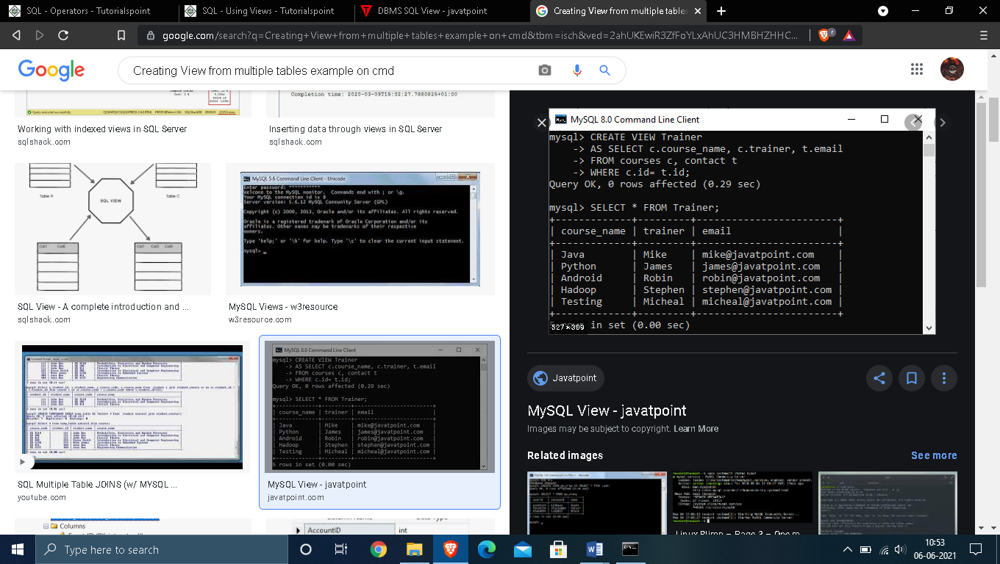 SQL - Operators - Tutorialspoint
SQL - Using Views - Tutorialspoint
DBMS SQL View - javatpoint
Creating View from multiple tables
google.com/search?q=Creating+View+from+multiple+tables+example+on+cmd&tbm=isch&ved=2ahUKEwiR3ZfFoYLxAhUC3HMBHZHHC...
Google
Creating View from multiple tables example on cmd
Query executed successfully.
Completion time: 2020-03-09T15:02:27.7880825+01:00
Working with indexed views in SQL Server
sqlshack.com
Inserting data through views in SQL Server
sqlshack.com
Table A
SQL VIEW
Table C
Col1 Col6
SQL View - A complete introduction and ...
sqlshack.com
MySQL 5.6 Command Line Client - Unicode
Enter password: ***********
Welcome to the MySQL monitor. Commands end with ; or \g.
Your MySQL connection id is 8
Server version: 5.6.12 MySQL Community Server (GPL)
Copyright (c) 2000, 2013, Oracle and/or its affiliates. All rights reserved.
Oracle is a registered trademark of Oracle Corporation and/or its
affiliates. Other names may be trademarks of their respective
owners.
Type 'help;' or '\h' for help. Type '\c' to clear the current input statement.
mysql> _
MySQL Views - w3resource
w3resource.com
SQL Multiple Table JOINS (w/ MYSQL ...
youtube.com
MySQL 8.0 Command Line Client
mysql> CREATE VIEW Trainer
-> AS SELECT c.course_name, c.trainer, t.email
-> FROM courses c, contact t
-> WHERE c.id= t.id;
Query OK, 0 rows affected (0.29 sec)
mysql> SELECT * FROM Trainer;
| course_name | trainer | email |
| Java | Mike | mike@javatpoint.com |
| Python | James | james@javatpoint.com |
| Android | Robin | robin@javatpoint.com |
| Hadoop | Stephen | stephen@javatpoint.com |
| Testing | Micheal | micheal@javatpoint.com |
5 rows in set (0.00 sec)
MySQL View - javatpoint
javatpoint.com
Columns
AccountID
int
MySQL 8.0 Command Line Client
mysql> CREATE VIEW Trainer
-> AS SELECT c.course_name, c.trainer, t.email
-> FROM courses c, contact t
-> WHERE c.id= t.id;
Query OK, 0 rows affected (0.29 sec)
mysql> SELECT * FROM Trainer;
| course_name | trainer | email |
| Java | Mike | mike@javatpoint.com |
| Python | James | james@javatpoint.com |
| Android | Robin | robin@javatpoint.com |
| Hadoop | Stephen | stephen@javatpoint.com |
| Testing | Micheal | micheal@javatpoint.com |
in set (0.00 sec)
527×309
Javatpoint
MySQL View - javatpoint
Images may be subject to copyright. Learn More
Related images
See more
Type here to search
10:53
06-06-2021